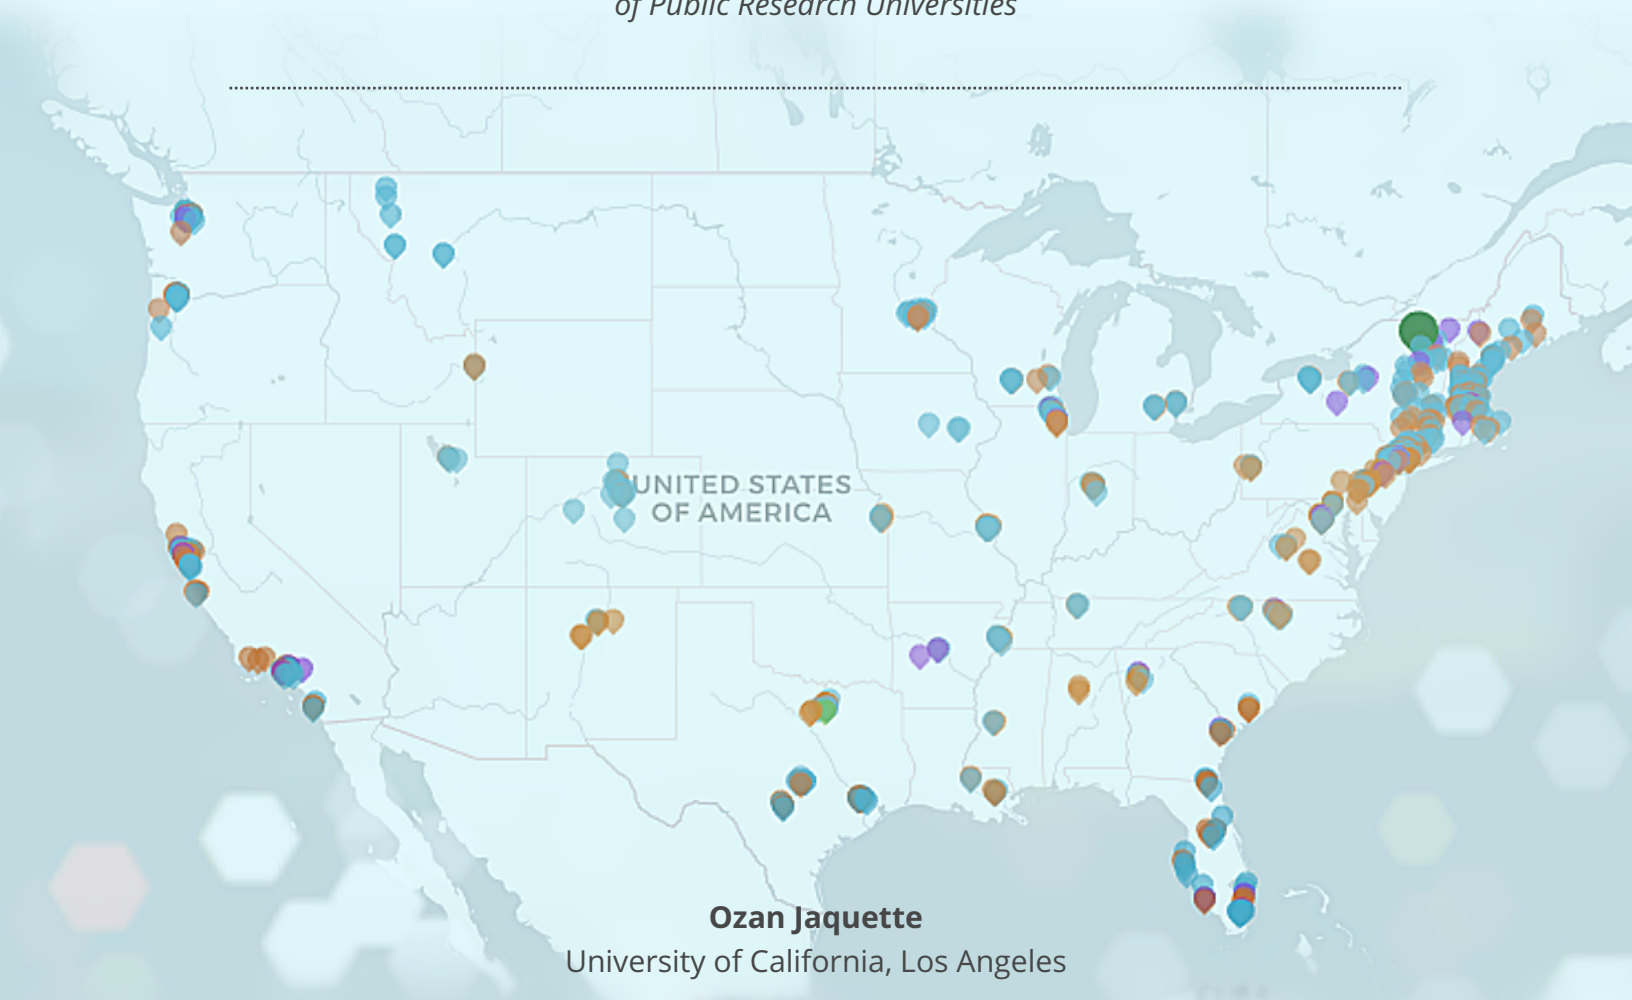 of Public Research Universities
UNITED STATES
OF AMERICA
Ozan Jaquette
University of California, Los Angeles